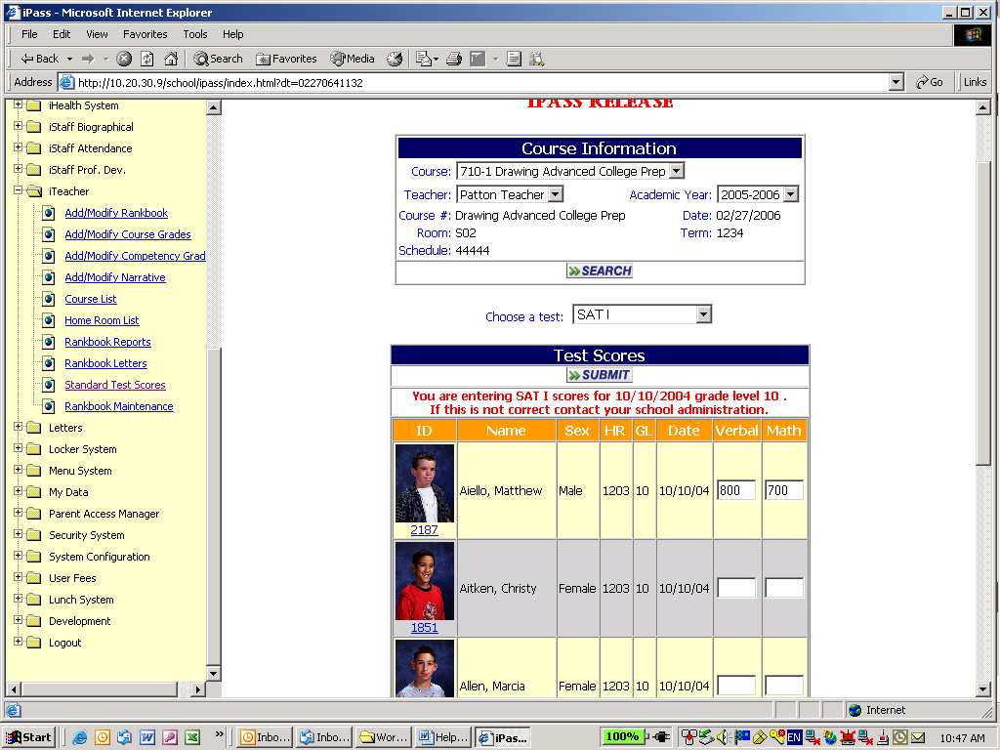 iPass - Microsoft Internet Explorer
File Edit View Favorites Tools Help
Back Search Favorites Media
Address http://10.20.30.9/school/ipass/index.html?dt=02270641132 Go Links
iHealth System
iStaff Biographical
iStaff Attendance
iStaff Prof. Dev.
iTeacher
Add/Modify Rankbook
Add/Modify Course Grades
Add/Modify Competency Grad
Add/Modify Narrative
Course List
Home Room List
Rankbook Reports
Rankbook Letters
Standard Test Scores
Rankbook Maintenance
Letters
Locker System
Menu System
My Data
Parent Access Manager
Security System
System Configuration
User Fees
Lunch System
Development
Logout
IPASS RELEASE
Course Information
Course: 710-1 Drawing Advanced College Prep
Teacher: Patton Teacher Academic Year: 2005-2006
Course #: Drawing Advanced College Prep Date: 02/27/2006
Room: S02 Term: 1234
Schedule: 44444
SEARCH
Choose a test: SAT I
Test Scores
SUBMIT
You are entering SAT I scores for 10/10/2004 grade level 10 .
If this is not correct contact your school administration.
ID Name Sex HR GL Date Verbal Math
Aiello, Matthew Male 1203 10 10/10/04 800 700
2187
Aitken, Christy Female 1203 10 10/10/04
1851
Allen, Marcia Female 1203 10 10/10/04
Internet
Start » Inbo... Inbo... Wor... Help... iPas... 100% EN 10:47 AM